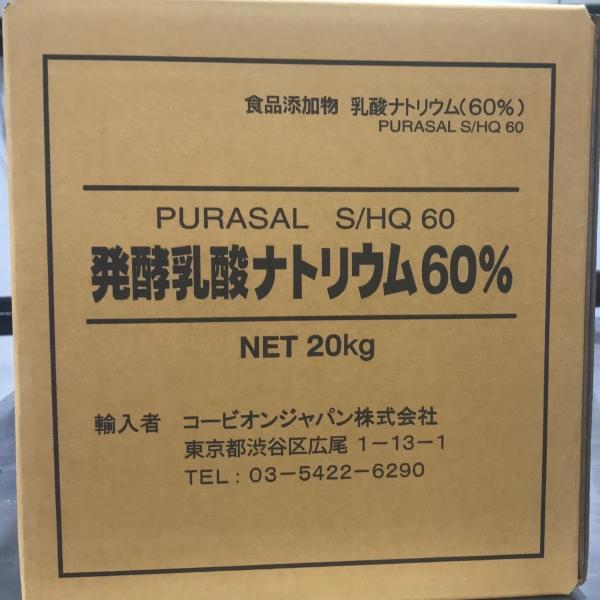 食品添加物 乳酸ナトリウム(60%)
PURASAL S/HQ 60
PURASAL S/HQ 60
発酵乳酸ナトリウム60%
NET 20kg
輸入者 コービオンジャパン株式会社
東京都渋谷区広尾 1-13-1
TEL: 03-5422-6290